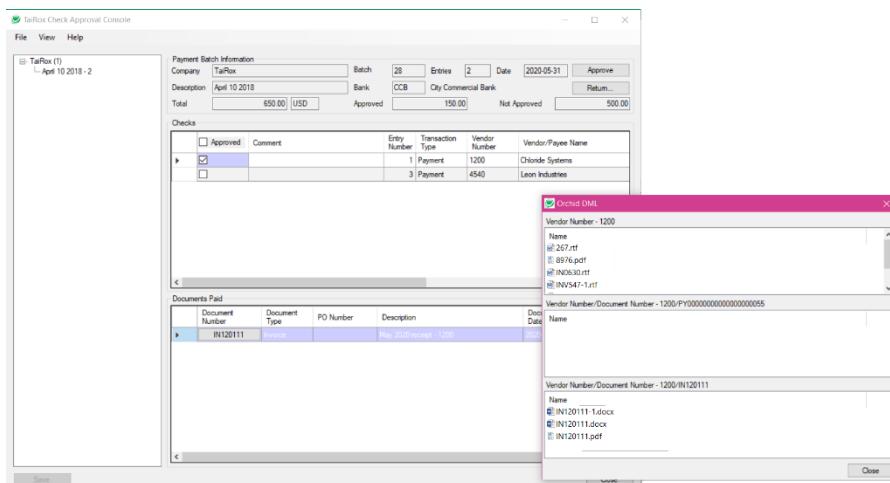 TaiRox Check Approval Console
File View Help
TaiRox (1)
April 10 2018 - 2
Payment Batch Information
Company TaiRox Batch 28 Entries 2 Date 2020-05-31 Approve
Description April 10 2018 Bank CCB City Commercial Bank Return...
Total 650.00 USD Approved 150.00 Not Approved 500.00
Checks
Approved Comment Entry Number Transaction Type Vendor Number Vendor/Payee Name
1 Payment 1200 Chloride Systems
3 Payment 4540 Leon Industries
Documents Paid
Document Number Document Type PO Number Description Docu Date
IN120111 Invoice May 2020 receipt - 1200 2020
Save Close
Orchid DML
Vendor Number - 1200
Name
267.rtf
8976.pdf
IN0630.rtf
INV547-1.rtf
Vendor Number/Document Number - 1200/PY00000000000000000055
Name
Vendor Number/Document Number - 1200/IN120111
Name
IN120111-1.docx
IN120111.docx
IN120111.pdf
Close